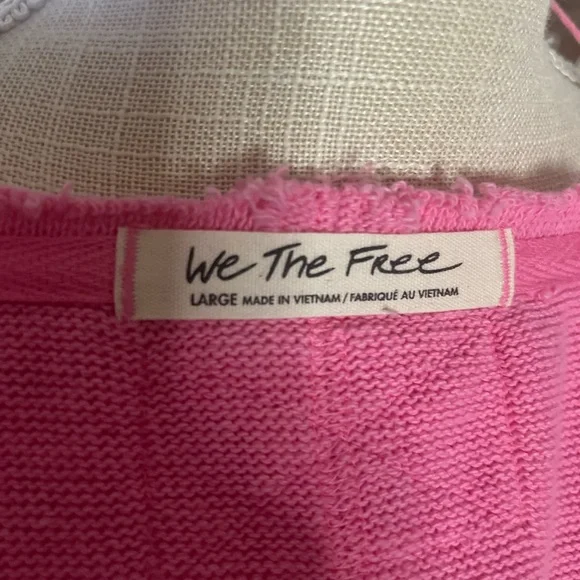 We The Free
LARGE MADE IN VIETNAM / FABRIQUÉ AU VIETNAM